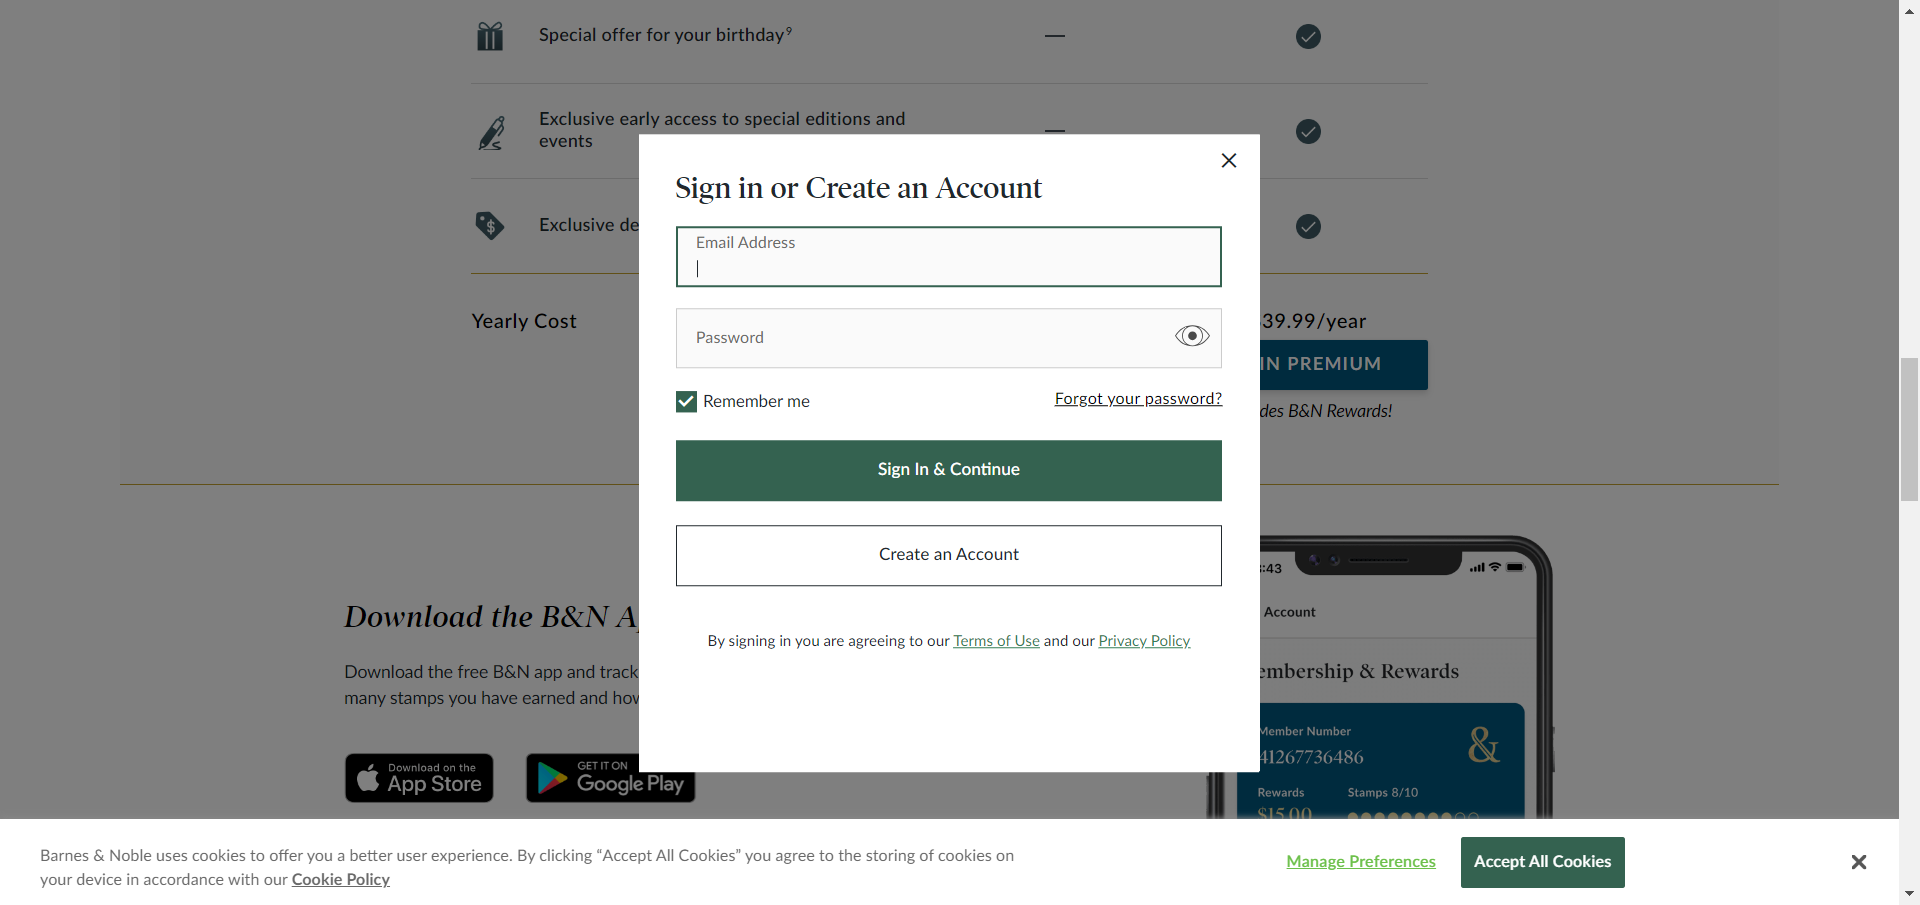 Special offer for your birthday⁹
Exclusive early access to special editions and
events
Exclusive de
Yearly Cost
39.99/year
IN PREMIUM
des B&N Rewards!
Sign in or Create an Account
Email Address
Password
Remember me
Forgot your password?
Sign In & Continue
Create an Account
By signing in you are agreeing to our Terms of Use and our Privacy Policy
Download the B&N A
Download the free B&N app and track
many stamps you have earned and how
Download on the
App Store
GET IT ON
Google Play
:43
Account
embership & Rewards
Member Number
41267736486
&
Rewards
Stamps 8/10
$15.00
Barnes & Noble uses cookies to offer you a better user experience. By clicking “Accept All Cookies” you agree to the storing of cookies on
your device in accordance with our Cookie Policy
Manage Preferences
Accept All Cookies